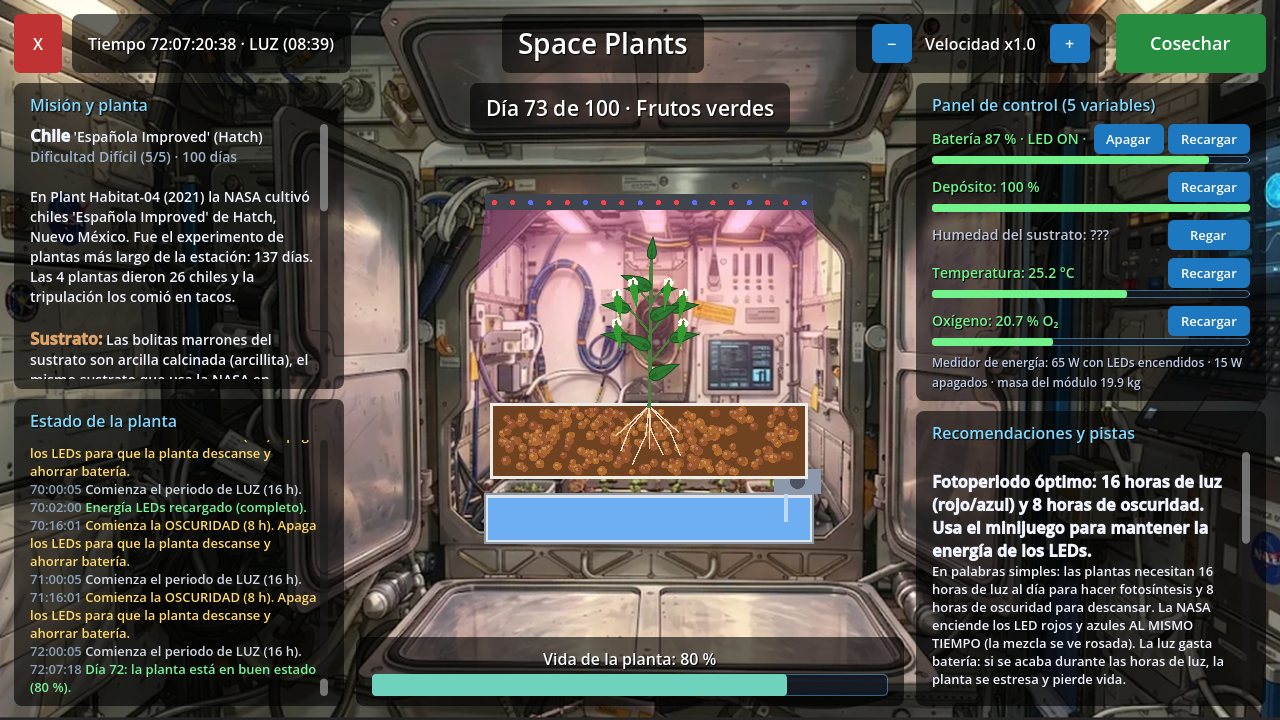 X
Tiempo 72:07:20:38 · LUZ (08:39)
Space Plants
−
Velocidad x1.0
+
Cosechar
Día 73 de 100 · Frutos verdes
Misión y planta
Chile 'Española Improved' (Hatch)
Dificultad Difícil (5/5) · 100 días
En Plant Habitat-04 (2021) la NASA cultivó
chiles 'Española Improved' de Hatch,
Nuevo México. Fue el experimento de
plantas más largo de la estación: 137 días.
Las 4 plantas dieron 26 chiles y la
tripulación los comió en tacos.
Sustrato: Las bolitas marrones del
sustrato son arcilla calcinada (arcillita), el
Estado de la planta
los LEDs para que la planta descanse y
ahorrar batería.
70:00:05 Comienza el periodo de LUZ (16 h).
70:02:00 Energía LEDs recargado (completo).
70:16:01 Comienza la OSCURIDAD (8 h). Apaga
los LEDs para que la planta descanse y
ahorrar batería.
71:00:05 Comienza el periodo de LUZ (16 h).
71:16:01 Comienza la OSCURIDAD (8 h). Apaga
los LEDs para que la planta descanse y
ahorrar batería.
72:00:05 Comienza el periodo de LUZ (16 h).
72:07:18 Día 72: la planta está en buen estado
(80 %).
Vida de la planta: 80 %
Panel de control (5 variables)
Batería 87 % · LED ON ·
Apagar
Recargar
Depósito: 100 %
Recargar
Humedad del sustrato: ???
Regar
Temperatura: 25.2 °C
Recargar
Oxígeno: 20.7 % O₂
Recargar
Medidor de energía: 65 W con LEDs encendidos · 15 W
apagados · masa del módulo 19.9 kg
Recomendaciones y pistas
Fotoperiodo óptimo: 16 horas de luz
(rojo/azul) y 8 horas de oscuridad.
Usa el minijuego para mantener la
energía de los LEDs.
En palabras simples: las plantas necesitan 16
horas de luz al día para hacer fotosíntesis y 8
horas de oscuridad para descansar. La NASA
enciende los LED rojos y azules AL MISMO
TIEMPO (la mezcla se ve rosada). La luz gasta
batería: si se acaba durante las horas de luz, la
planta se estresa y pierde vida.